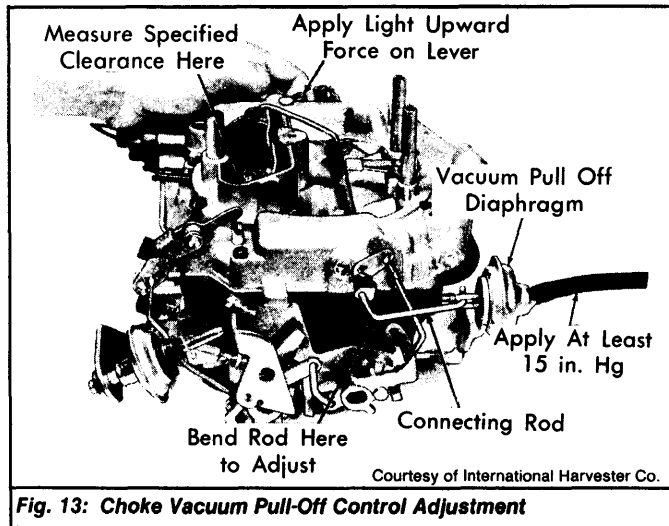 Measure Specified
Clearance Here
Apply Light Upward
Force on Lever
Vacuum Pull Off
Diaphragm
Apply At Least
15 in. Hg
Connecting Rod
Bend Rod Here
to Adjust
Courtesy of International Harvester Co.
Fig. 13: Choke Vacuum Pull-Off Control Adjustment